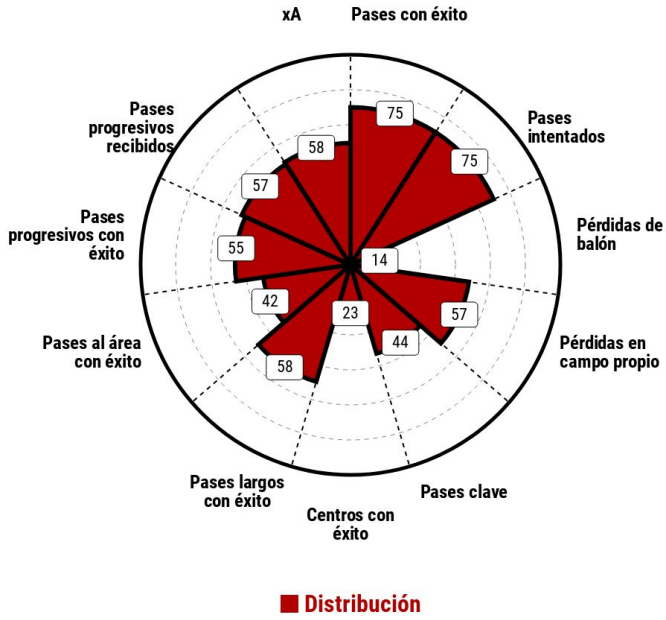 xA
Pases con éxito
Pases
intentados
Pérdidas de
balón
Pérdidas en
campo propio
Pases clave
Centros con
éxito
Pases largos
con éxito
Pases al área
con éxito
Pases
progresivos con
éxito
Pases
progresivos
recibidos
75
75
14
57
44
23
58
42
55
57
58
Distribución